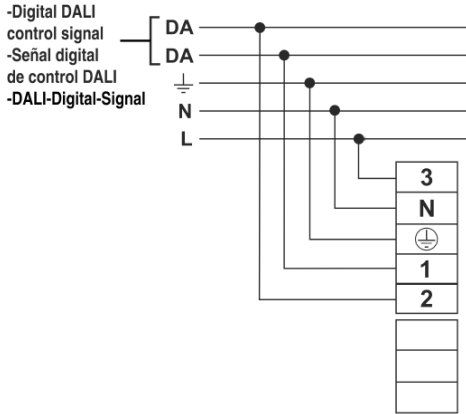 -Digital DALI
control signal
-Señal digital
de control DALI
-DALI-Digital-Signal
DA
DA
N
L
3
N
1
2